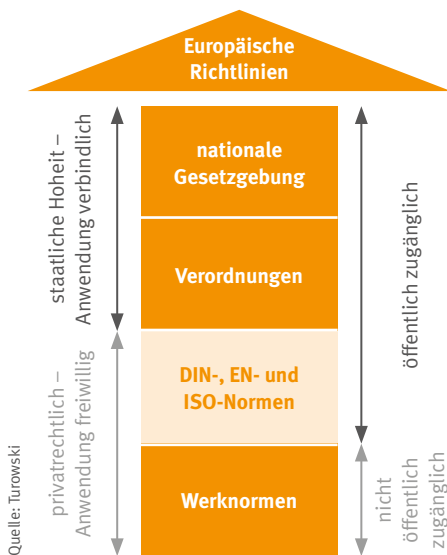 Europäische
Richtlinien
staatliche Hoheit –
Anwendung verbindlich
nationale
Gesetzgebung
Verordnungen
öffentlich zugänglich
privatrechtlich –
Anwendung freiwillig
DIN-, EN- und
ISO-Normen
Werknormen
nicht
öffentlich
zugänglich
Quelle: Turowski